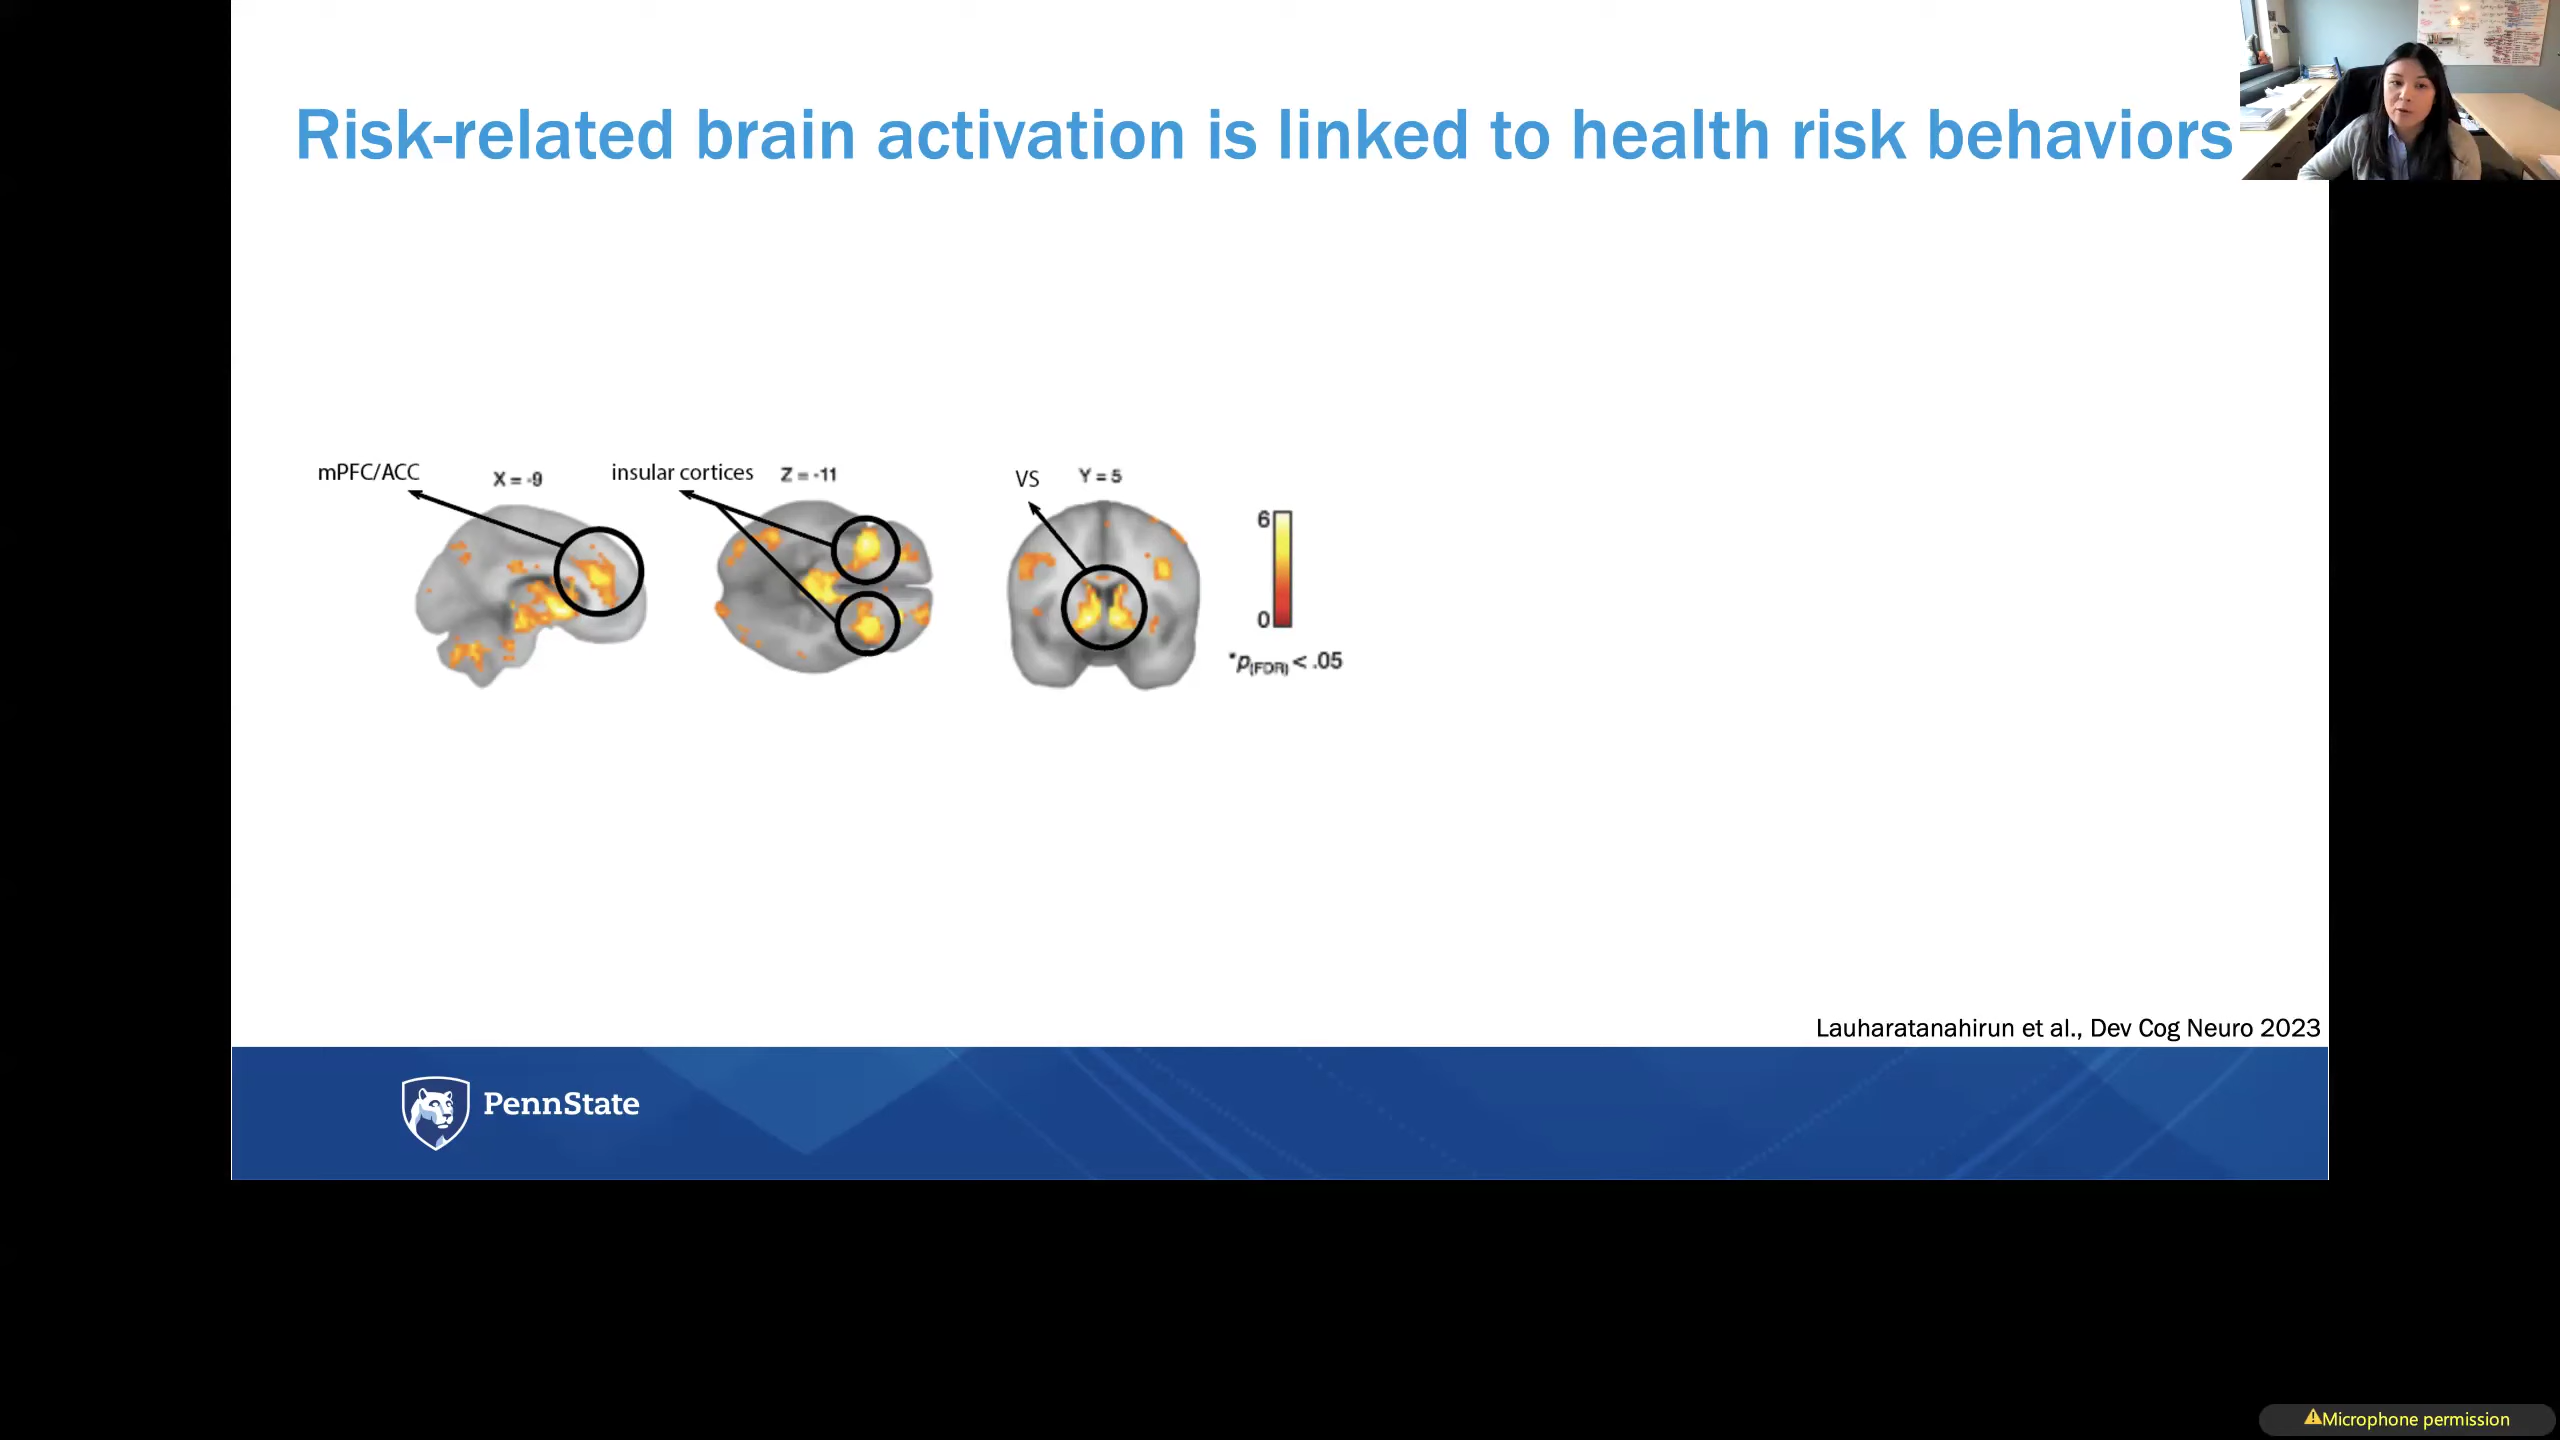 Risk-related brain activation is linked to health risk behaviors
mPFC/ACC
X = -9
insular cortices
Z = -11
VS
Y = 5
6
0
*p(FDR) < .05
Lauharatanahirun et al., Dev Cog Neuro 2023
PennState
Microphone permission